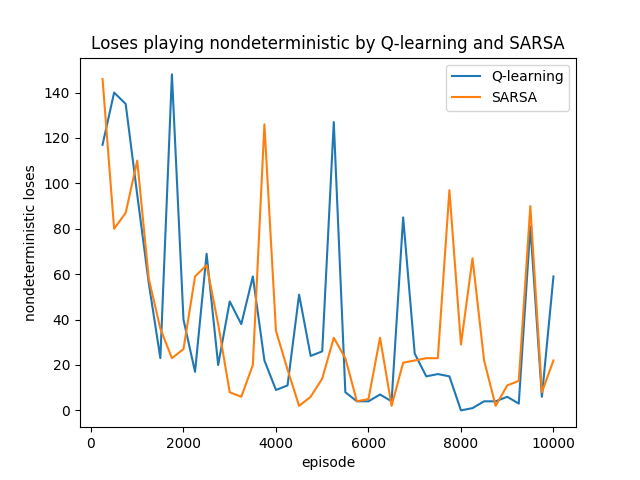 Loses playing nondeterministic by Q-learning and SARSA
Q-learning
SARSA
nondeterministic loses
140
120
100
80
60
40
20
0
0 2000 4000 6000 8000 10000
episode